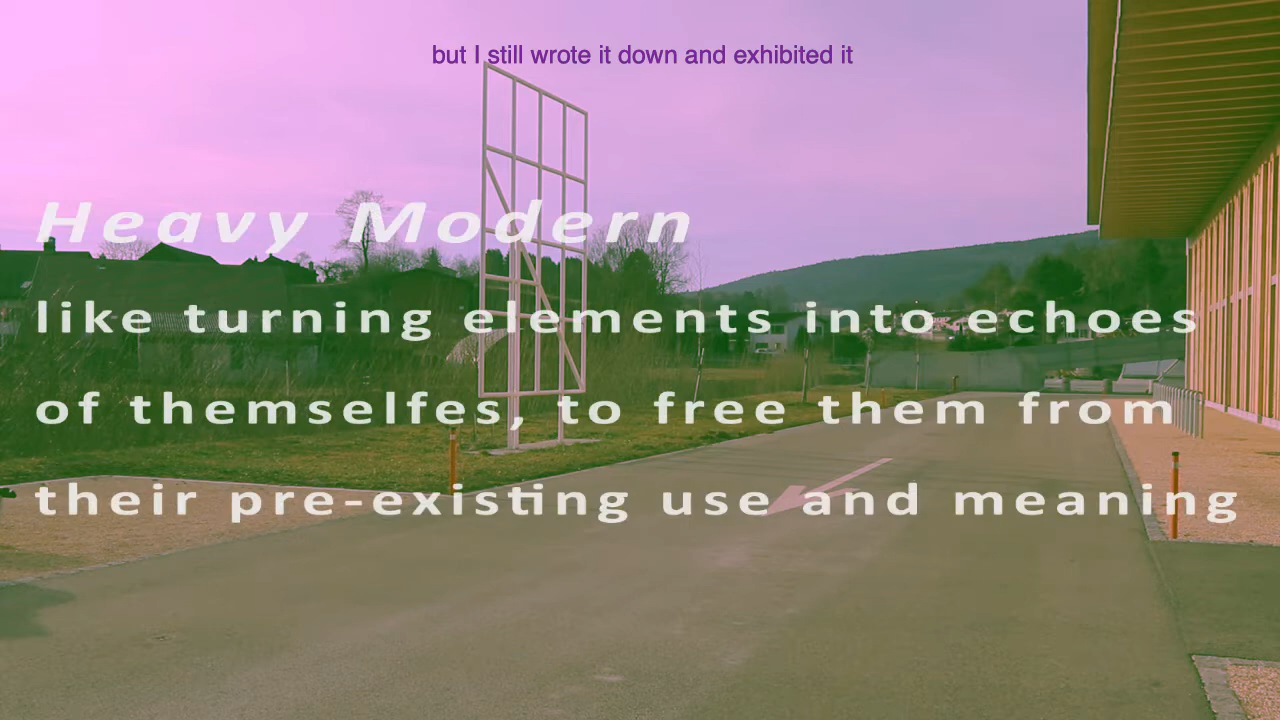 but I still wrote it down and exhibited it
Heavy Modern
like turning elements into echoes
of themselfes, to free them from
their pre-existing use and meaning